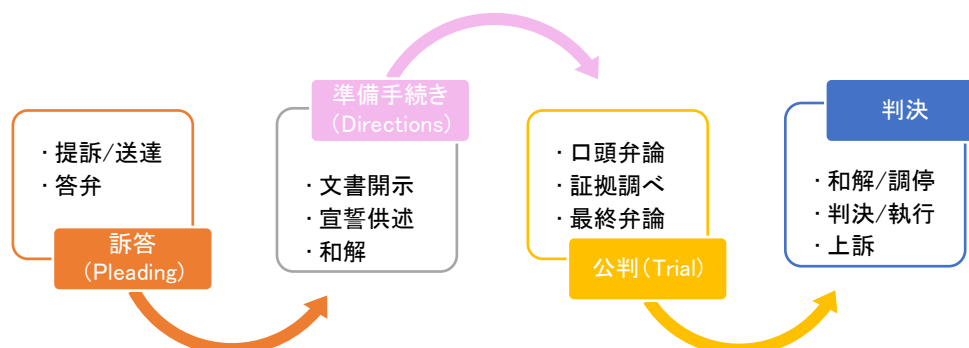 ・提訴/送達
・答弁
訴答
(Pleading)
準備手続き
(Directions)
・文書開示
・宣誓供述
・和解
・口頭弁論
・証拠調べ
・最終弁論
公判(Trial)
判決
・和解/調停
・判決/執行
・上訴